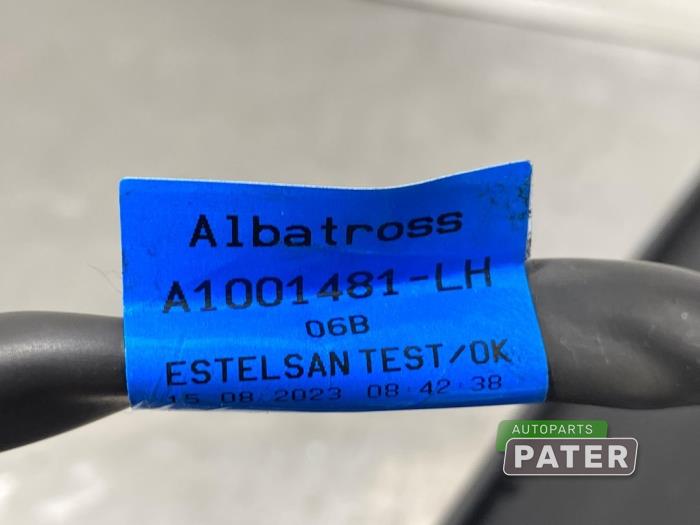 Albatross
A1001481-LH
06B
ESTELSAN TEST/OK
15.08.2023 08:42:38
AUTOPARTS
PATER